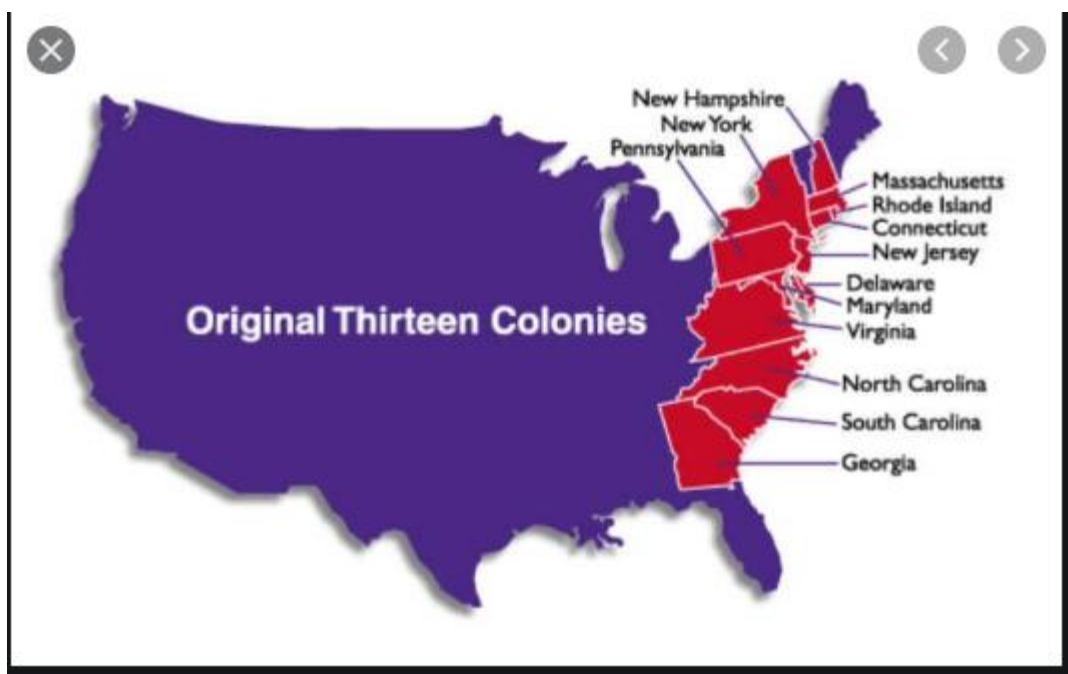 New Hampshire
New York
Pennsylvania
Massachusetts
Rhode Island
Connecticut
New Jersey
Delaware
Maryland
Original Thirteen Colonies
Virginia
North Carolina
South Carolina
Georgia